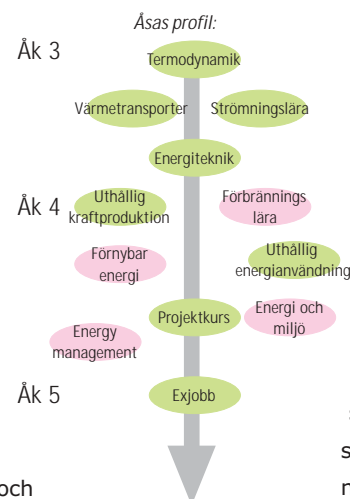 Åsas profil:
Åk 3
Termodynamik
Värmetransporter
Strömningslära
Energiteknik
Åk 4
Uthållig
kraftproduktion
Förbrännings
lära
Förnybar
energi
Uthållig
energianvändning
Projektkurs
Energi och
miljö
Energy
management
Åk 5
Exjobb
och